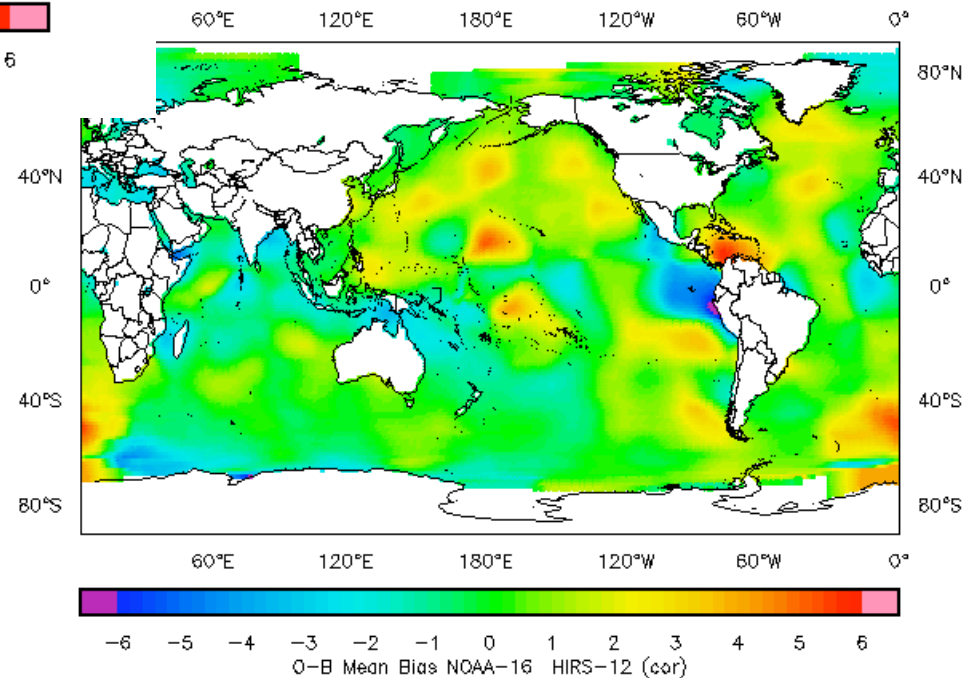 6
60°E 120°E 180°E 120°W 60°W 0°
80°N
40°N 40°N
0° 0°
40°S 40°S
80°S 80°S
60°E 120°E 180°E 120°W 60°W 0°
-6 -5 -4 -3 -2 -1 0 1 2 3 4 5 6
O-B Mean Bias NOAA-16 HIRS-12 (cor)